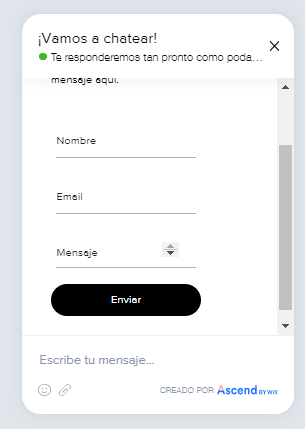 ¡Vamos a chatear!
Te responderemos tan pronto como poda...
mensaje aquí.
Nombre
Email
Mensaje
Enviar
Escribe tu mensaje...
CREADO POR Ascend BY WIX